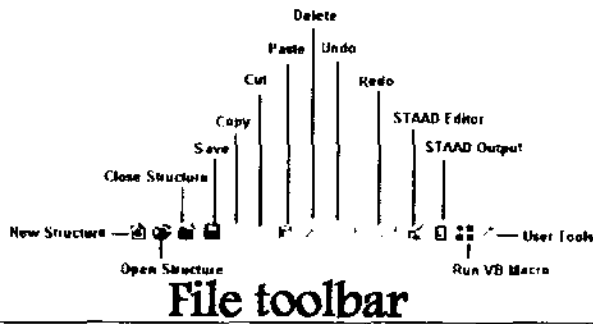 Delete
Paste Undo
Cut Redo
Copy STAAD Editor
Save STAAD Output
Close Structure
New Structure User Tools
Open Structure Run VB Macro
File toolbar